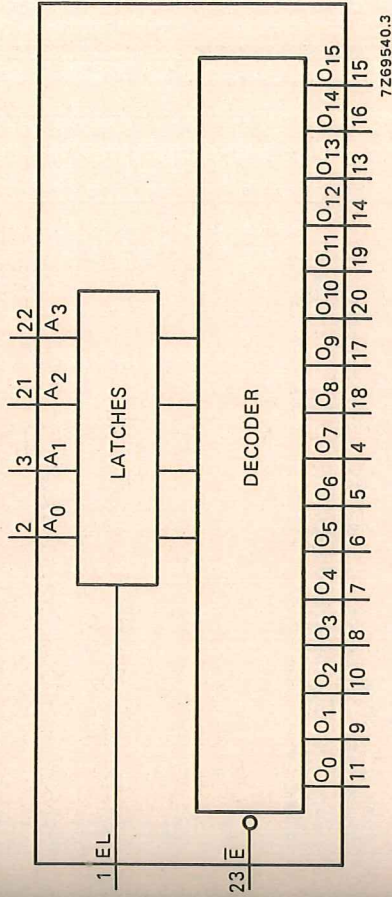 2 3 21 22
A0 A1 A2 A3
LATCHES
1 EL
DECODER
23 E̅
O0 O1 O2 O3 O4 O5 O6 O7 O8 O9 O10 O11 O12 O13 O14 O15
11 9 10 8 7 6 5 4 18 17 20 19 14 13 16 15
7Z69540.3